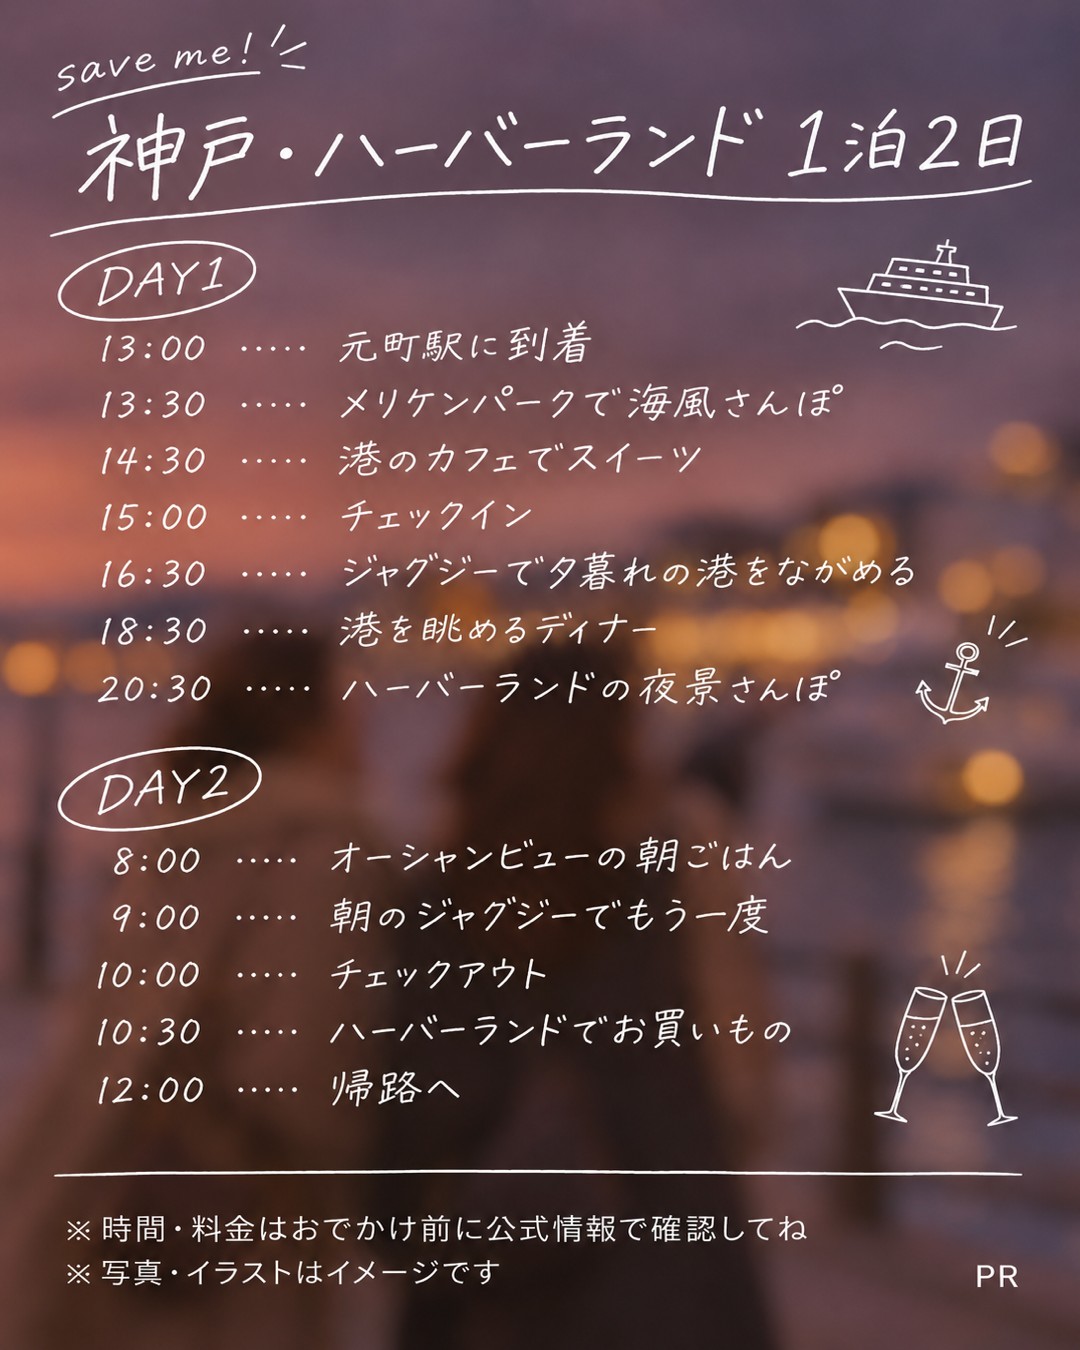 save me!
神戸・ハーバーランド 1泊2日
DAY1
13:00 ····· 元町駅に到着
13:30 ····· メリケンパークで海風さんぽ
14:30 ····· 港のカフェでスイーツ
15:00 ····· チェックイン
16:30 ····· ジャグジーで夕暮れの港をながめる
18:30 ····· 港を眺めるディナー
20:30 ····· ハーバーランドの夜景さんぽ
DAY2
8:00 ····· オーシャンビューの朝ごはん
9:00 ····· 朝のジャグジーでもう一度
10:00 ····· チェックアウト
10:30 ····· ハーバーランドでお買いもの
12:00 ····· 帰路へ
※ 時間・料金はおでかけ前に公式情報で確認してね
※ 写真・イラストはイメージです
PR